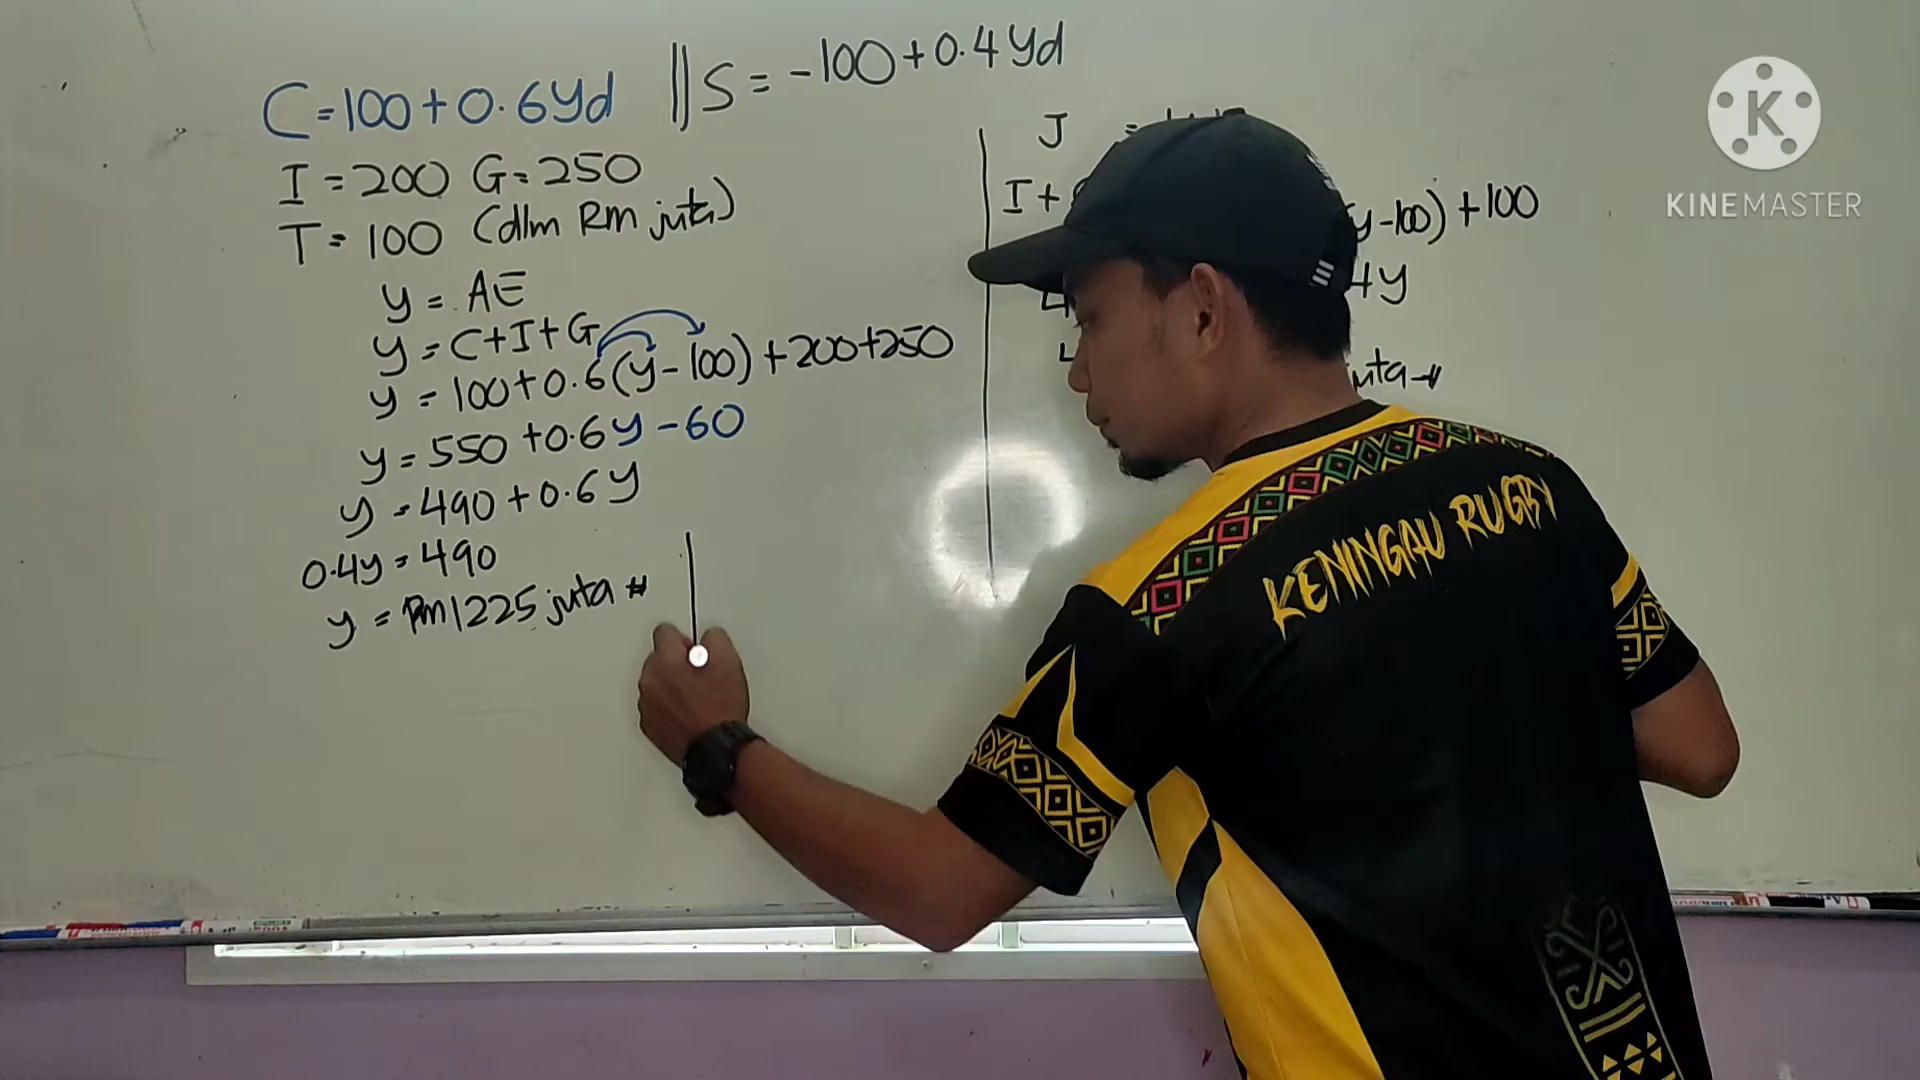 C=100+0.6yd || S=-100+0.4yd
I=200 G=250
T=100 (dlm Rm juta)
y = AE
y = C+I+G
y = 100+0.6(y-100)+200+250
y = 550+0.6y-60
y = 490+0.6y
0.4y = 490
y = Rm1225 juta #
J =
I+
y-100)+100
4y
juta #
KENINGAU RUGBY
K
KINEMASTER